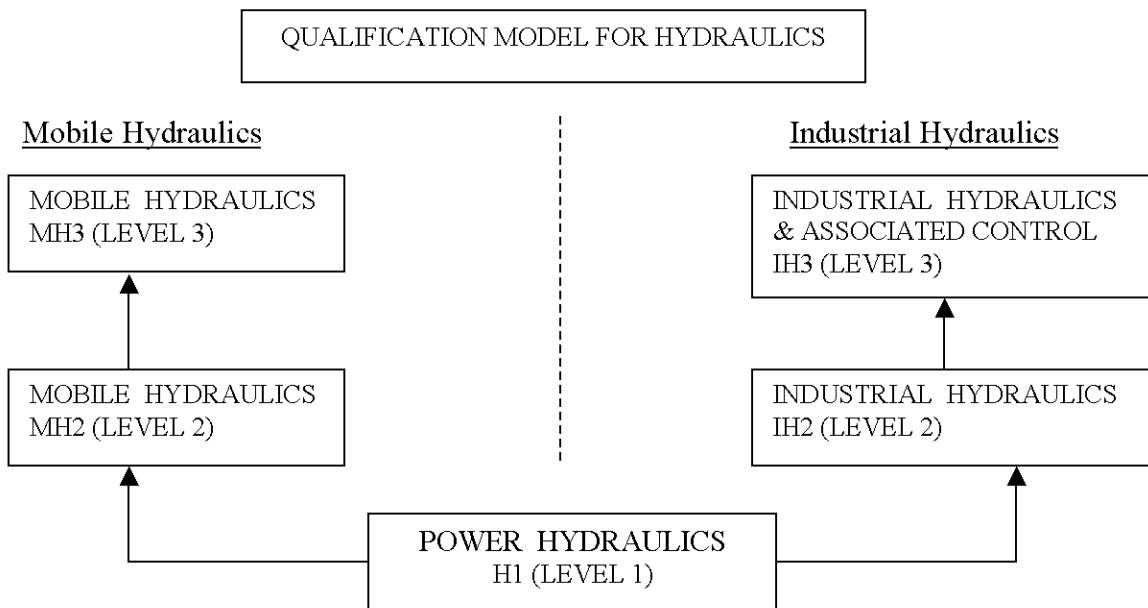 QUALIFICATION MODEL FOR HYDRAULICS
Mobile Hydraulics
MOBILE HYDRAULICS
MH3 (LEVEL 3)
MOBILE HYDRAULICS
MH2 (LEVEL 2)
Industrial Hydraulics
INDUSTRIAL HYDRAULICS
& ASSOCIATED CONTROL
IH3 (LEVEL 3)
INDUSTRIAL HYDRAULICS
IH2 (LEVEL 2)
POWER HYDRAULICS
H1 (LEVEL 1)